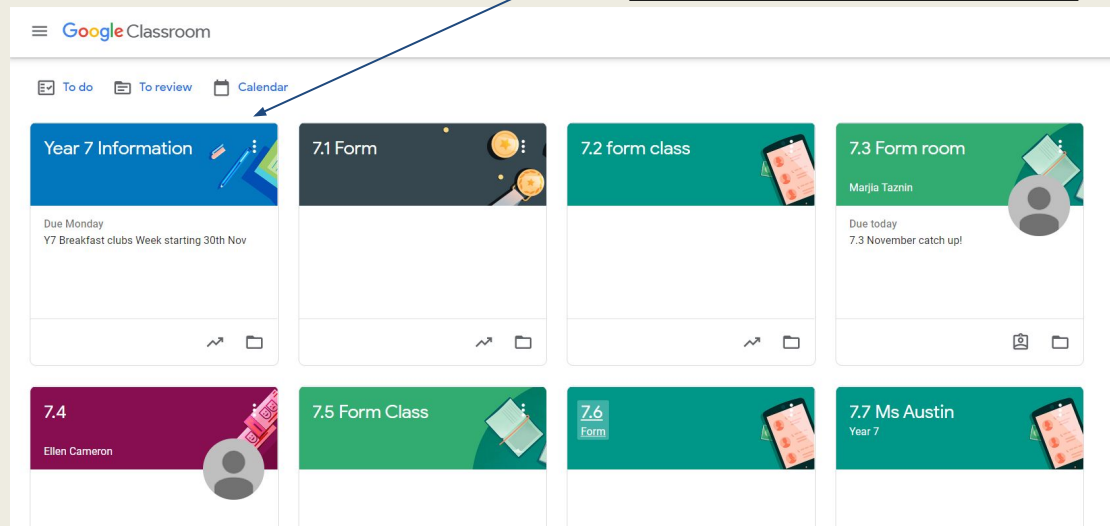 Google Classroom
To do To review Calendar
Year 7 Information
Due Monday
Y7 Breakfast clubs Week starting 30th Nov
7.1 Form
7.2 form class
7.3 Form room
Marjia Taznin
Due today
7.3 November catch up!
7.4
Ellen Cameron
7.5 Form Class
7.6
Form
7.7 Ms Austin
Year 7